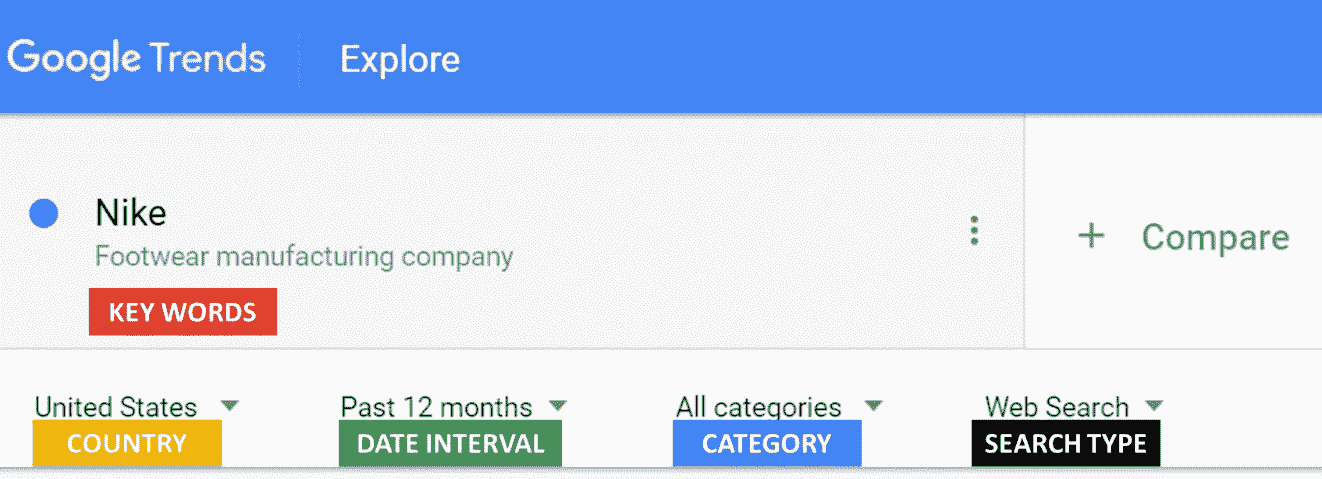 Google Trends Explore
Nike
Footwear manufacturing company
+ Compare
KEY WORDS
United States Past 12 months All categories Web Search
COUNTRY DATE INTERVAL CATEGORY SEARCH TYPE